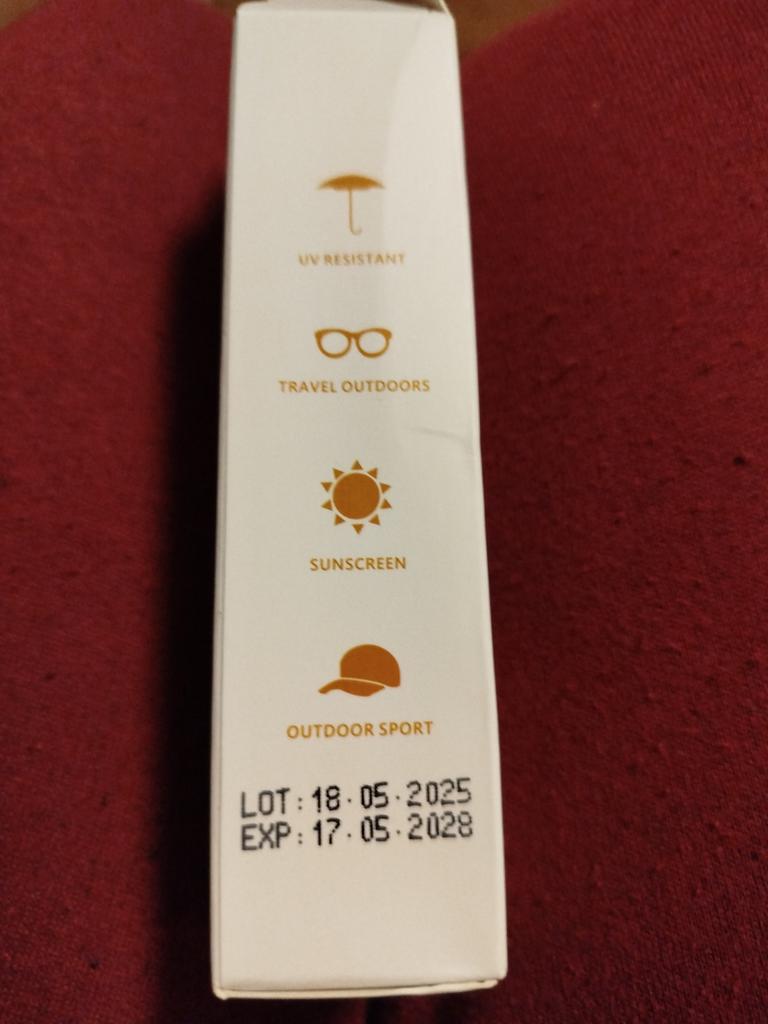 UV RESISTANT
TRAVEL OUTDOORS
SUNSCREEN
OUTDOOR SPORT
LOT: 18.05.2025
EXP: 17.05.2028